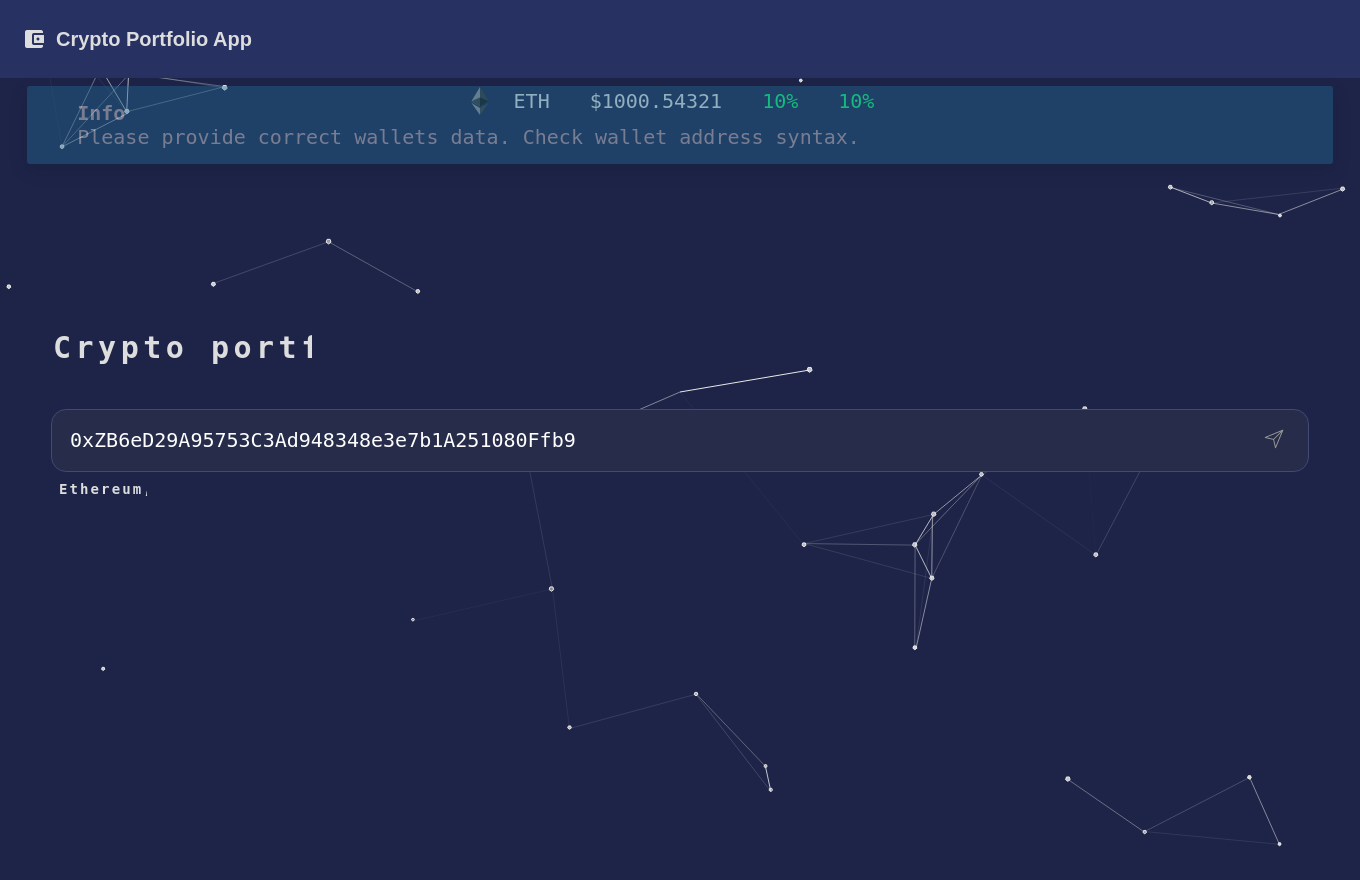 Crypto Portfolio App
ETH $1000.54321 10% 10%
Info
Please provide correct wallets data. Check wallet address syntax.
Crypto portf
0xZB6eD29A95753C3Ad948348e3e7b1A251080Ffb9
Ethereum,